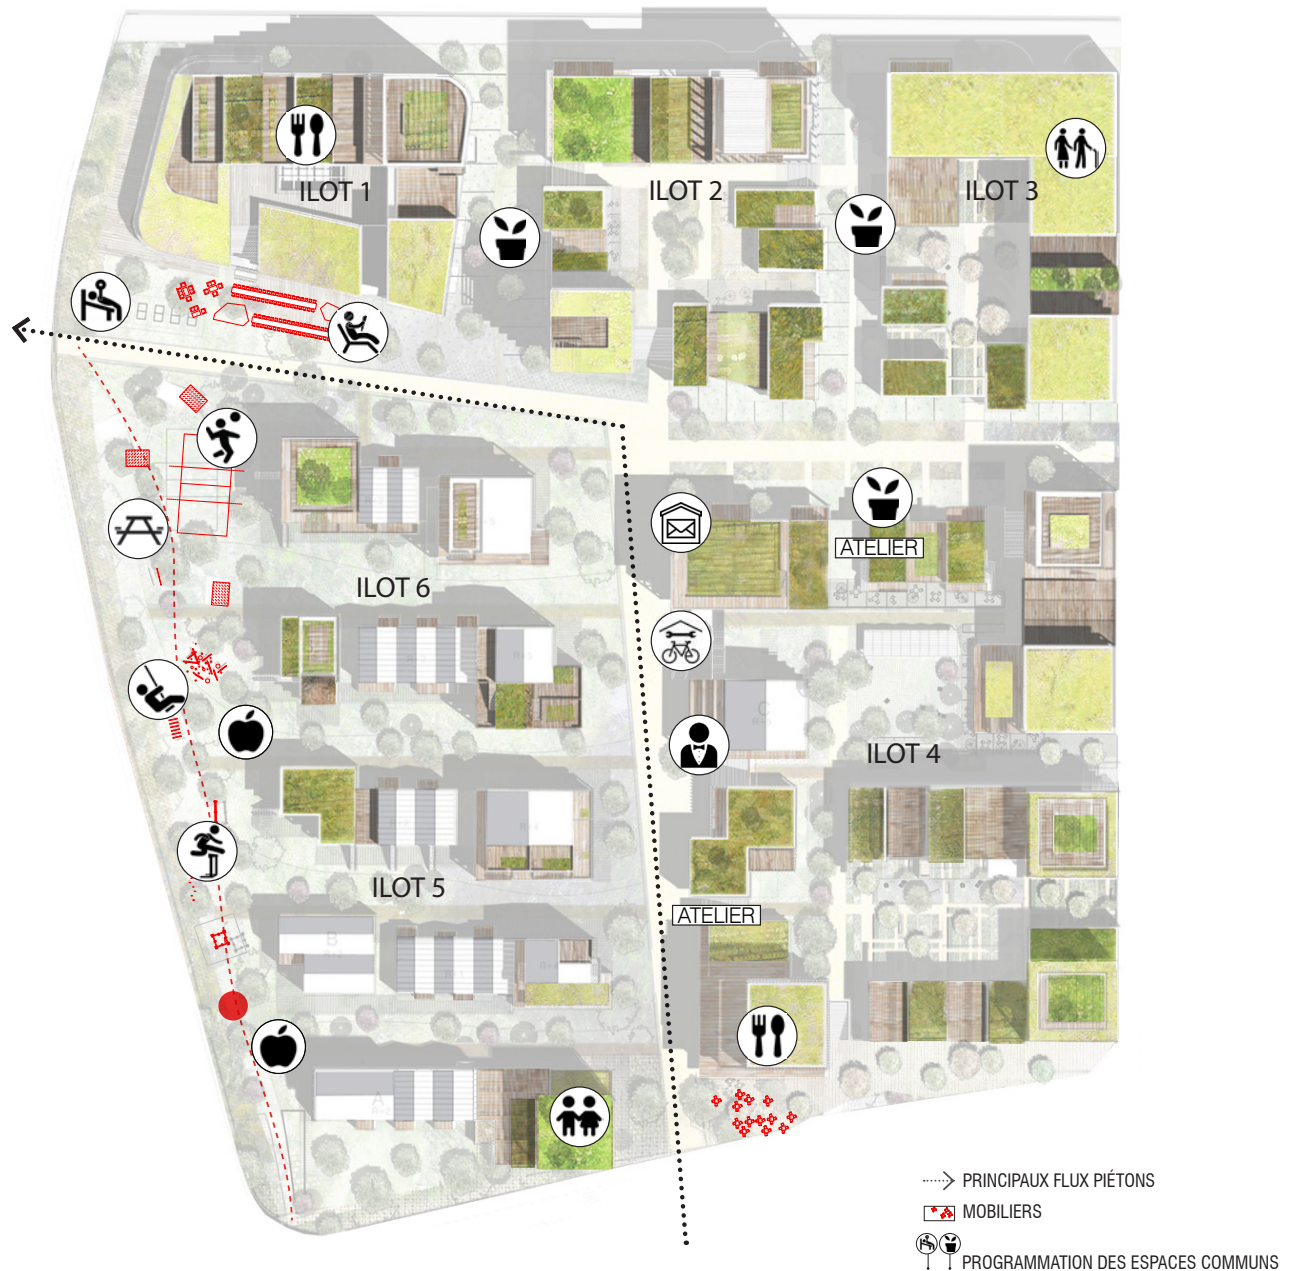 ILOT 1
ILOT 2
ILOT 3
ATELIER
ILOT 6
ILOT 4
ILOT 5
ATELIER
PRINCIPAUX FLUX PIÉTONS
MOBILIERS
PROGRAMMATION DES ESPACES COMMUNS